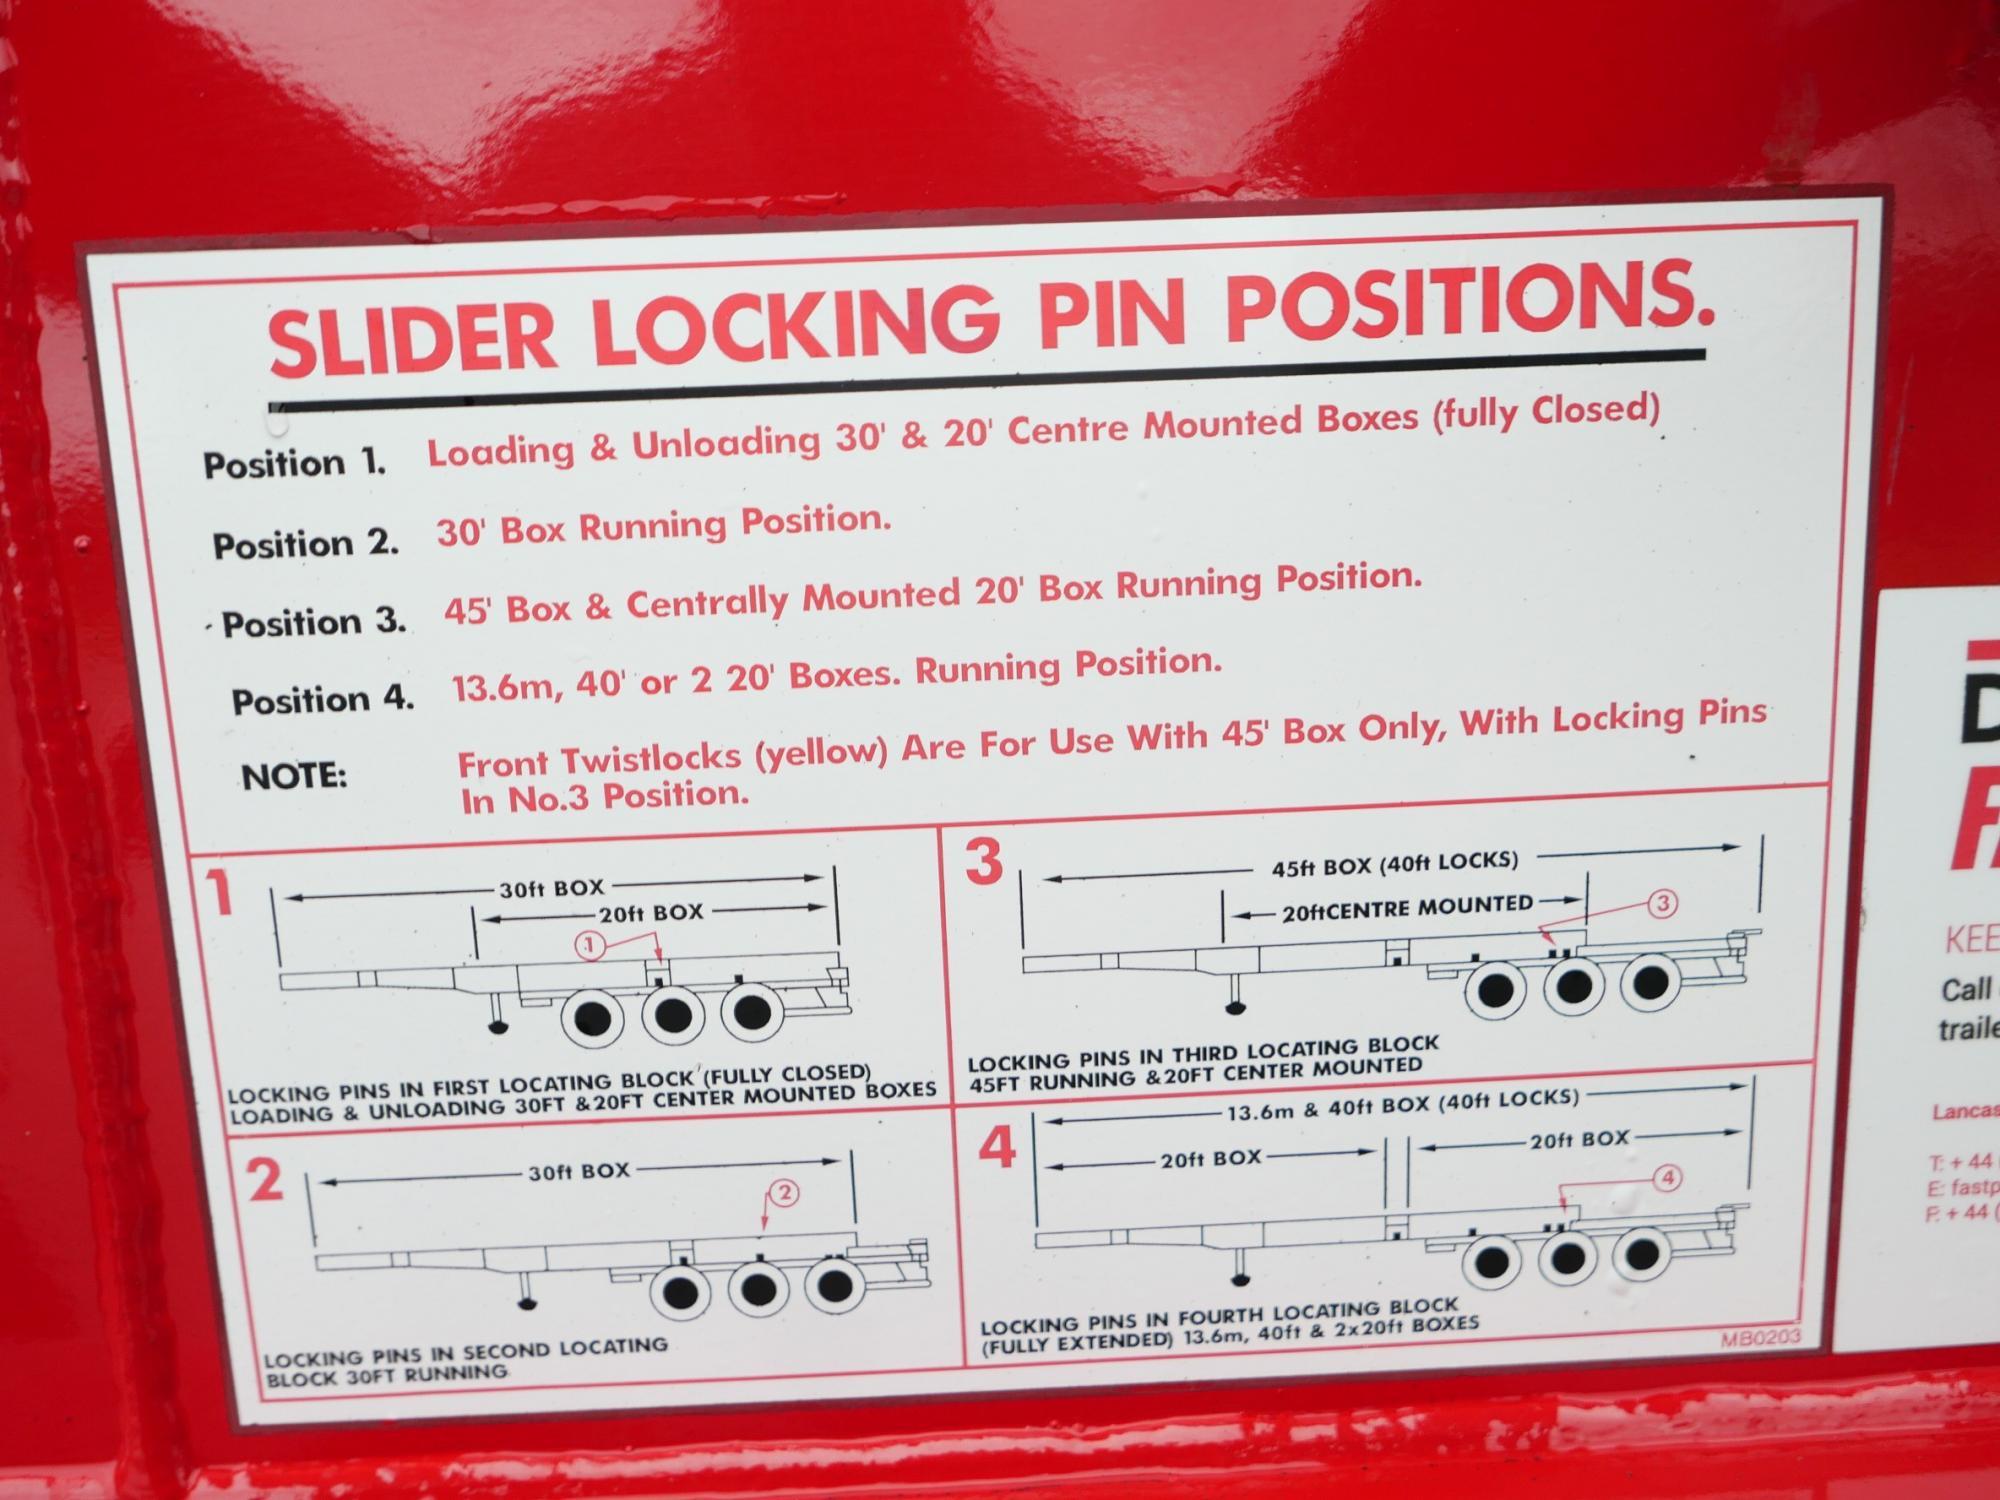 SLIDER LOCKING PIN POSITIONS.
Position 1. Loading & Unloading 30' & 20' Centre Mounted Boxes (fully Closed)
Position 2. 30' Box Running Position.
Position 3. 45' Box & Centrally Mounted 20' Box Running Position.
Position 4. 13.6m, 40' or 2 20' Boxes. Running Position.
NOTE: Front Twistlocks (yellow) Are For Use With 45' Box Only, With Locking Pins
In No.3 Position.
1
30ft BOX
20ft BOX
1
LOCKING PINS IN FIRST LOCATING BLOCK (FULLY CLOSED)
LOADING & UNLOADING 30FT &20FT CENTER MOUNTED BOXES
2
30ft BOX
2
LOCKING PINS IN SECOND LOCATING
BLOCK 30FT RUNNING
3
45ft BOX (40ft LOCKS)
20ftCENTRE MOUNTED
3
LOCKING PINS IN THIRD LOCATING BLOCK
45FT RUNNING &20FT CENTER MOUNTED
4
13.6m & 40ft BOX (40ft LOCKS)
20ft BOX
20ft BOX
4
LOCKING PINS IN FOURTH LOCATING BLOCK
(FULLY EXTENDED) 13.6m, 40ft & 2x20ft BOXES
MB0203
Call
T: + 44
E:
F: + 44 (